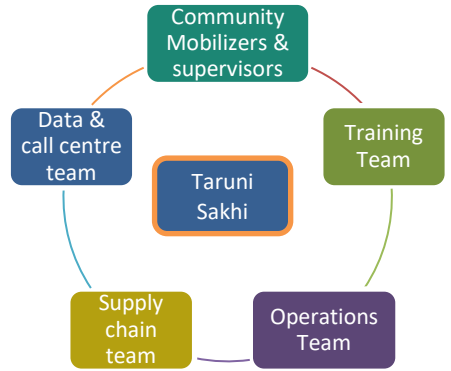 Community
Mobilizers &
supervisors
Data &
call centre
team
Training
Team
Taruni
Sakhi
Supply
chain
team
Operations
Team